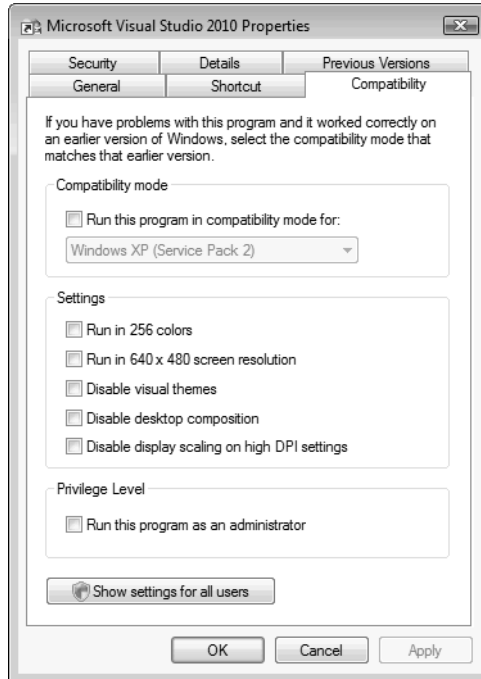 Microsoft Visual Studio 2010 Properties
Security Details Previous Versions
General Shortcut Compatibility
If you have problems with this program and it worked correctly on
an earlier version of Windows, select the compatibility mode that
matches that earlier version.
Compatibility mode
Run this program in compatibility mode for:
Windows XP (Service Pack 2)
Settings
Run in 256 colors
Run in 640 x 480 screen resolution
Disable visual themes
Disable desktop composition
Disable display scaling on high DPI settings
Privilege Level
Run this program as an administrator
Show settings for all users
OK Cancel Apply